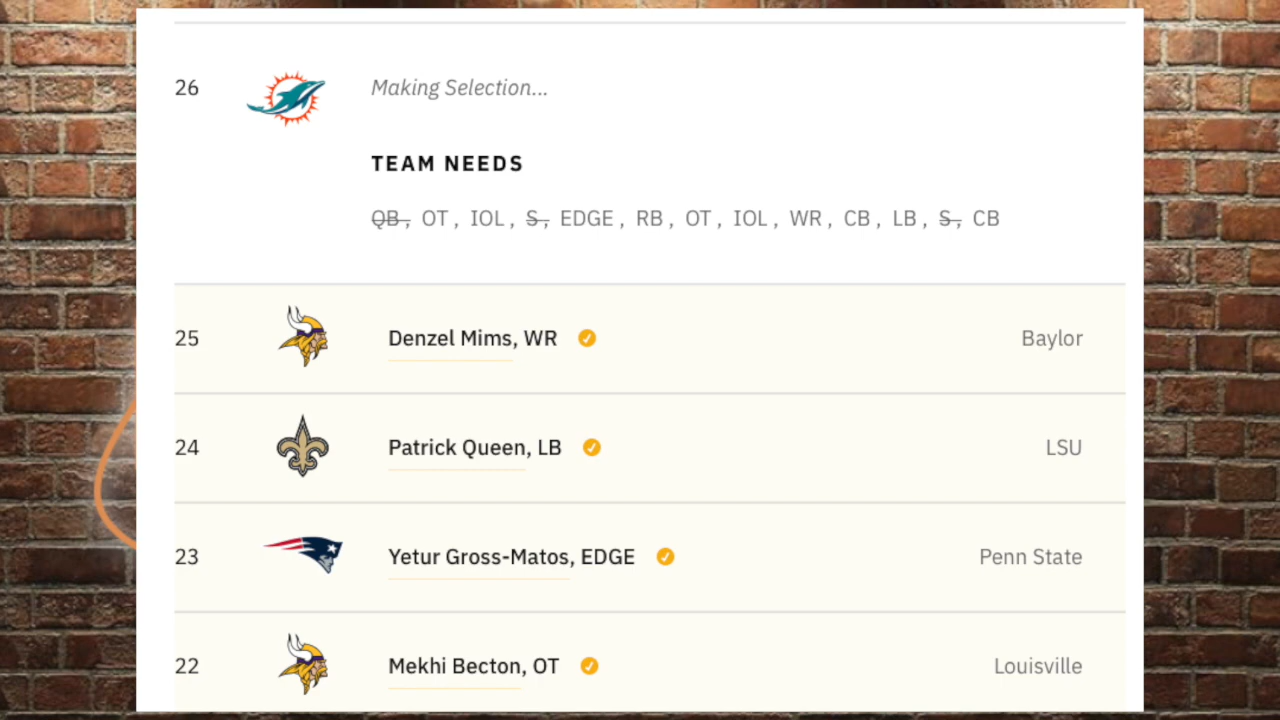 26 Making Selection...
TEAM NEEDS
QB, OT, IOL, S, EDGE, RB, OT, IOL, WR, CB, LB, S, CB
25 Denzel Mims, WR Baylor
24 Patrick Queen, LB LSU
23 Yetur Gross-Matos, EDGE Penn State
22 Mekhi Becton, OT Louisville